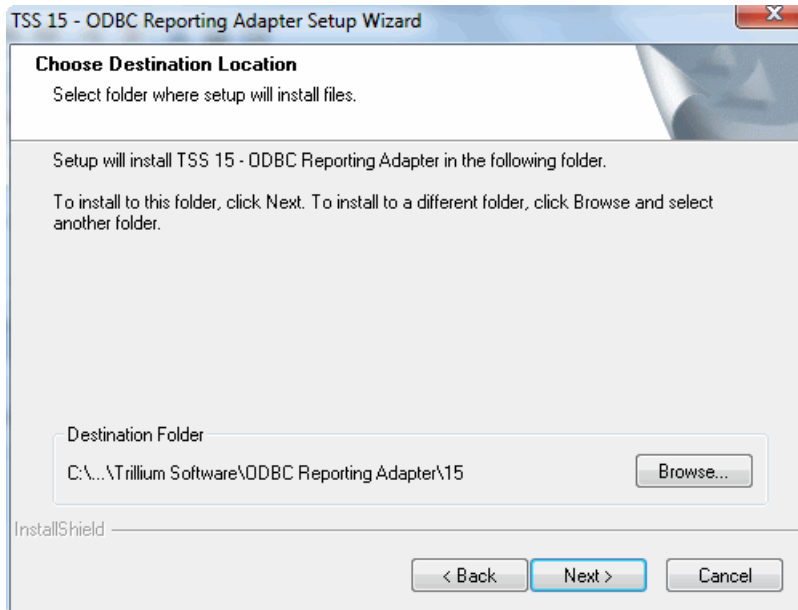 TSS 15 - ODBC Reporting Adapter Setup Wizard
Choose Destination Location
Select folder where setup will install files.
Setup will install TSS 15 - ODBC Reporting Adapter in the following folder.
To install to this folder, click Next. To install to a different folder, click Browse and select
another folder.
Destination Folder
C:\...\Trillium Software\ODBC Reporting Adapter\15
Browse...
InstallShield
< Back
Next >
Cancel